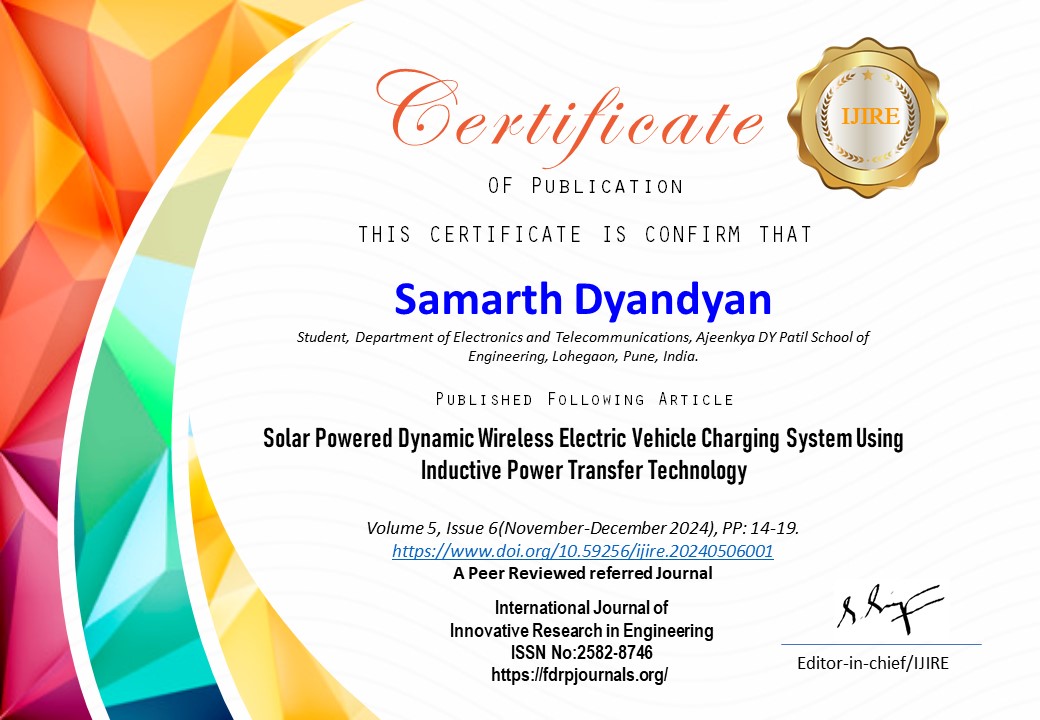 Certificate
IJIRE
OF PUBLICATION
THIS CERTIFICATE IS CONFIRM THAT
Samarth Dyandyan
Student, Department of Electronics and Telecommunications, Ajeenkya DY Patil School of
Engineering, Lohegaon, Pune, India.
PUBLISHED FOLLOWING ARTICLE
Solar Powered Dynamic Wireless Electric Vehicle Charging System Using
Inductive Power Transfer Technology
Volume 5, Issue 6(November-December 2024), PP: 14-19.
https://www.doi.org/10.59256/ijire.20240506001
A Peer Reviewed referred Journal
International Journal of
Innovative Research in Engineering
ISSN No:2582-8746
https://fdrpjournals.org/
Editor-in-chief/IJIRE